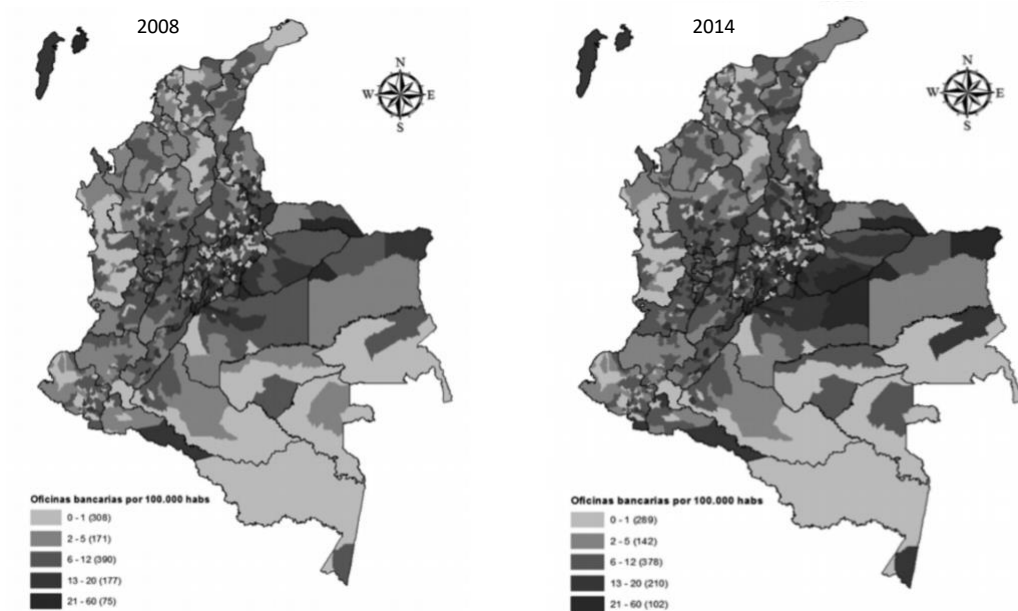 2008
N
W E
S
Oficinas bancarias por 100.000 habs
0 - 1 (308)
2 - 5 (171)
6 - 12 (390)
13 - 20 (177)
21 - 60 (75)
2014
N
W E
S
Oficinas bancarias por 100.000 habs
0 - 1 (289)
2 - 5 (142)
6 - 12 (378)
13 - 20 (210)
21 - 60 (102)